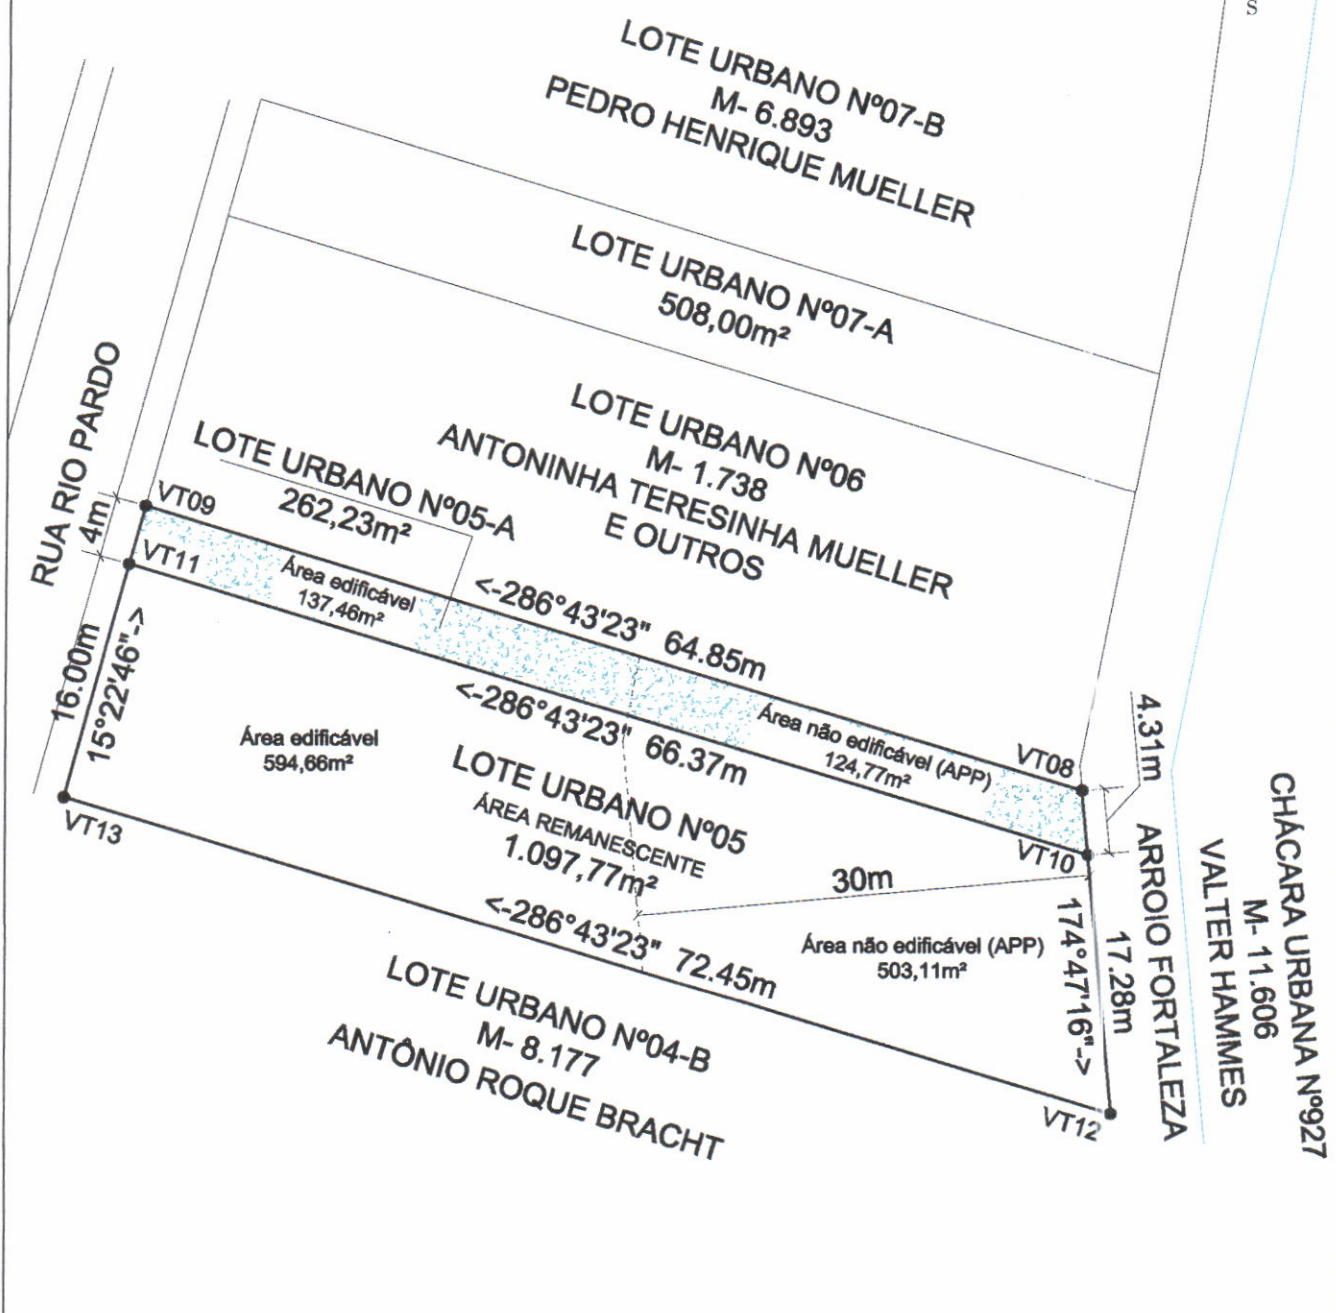 S
LOTE URBANO Nº07-B
M- 6.893
PEDRO HENRIQUE MUELLER
LOTE URBANO Nº07-A
508,00m²
LOTE URBANO Nº06
M- 1.738
ANTONINHA TERESINHA MUELLER
E OUTROS
RUA RIO PARDO
4m
VT09
VT11
LOTE URBANO Nº05-A
262,23m²
Área edificável
137,46m²
<-286°43'23" 64.85m
Área não edificável (APP)
124,77m²
VT08
4.31m
<-286°43'23" 66.37m
VT10
16.00m
15°22'46"->
Área edificável
594,66m²
LOTE URBANO Nº05
ÁREA REMANESCENTE
1.097,77m²
30m
Área não edificável (APP)
503,11m²
174°47'16"->
17.28m
ARROIO FORTALEZA
CHÁCARA URBANA Nº927
M- 11.606
VALTER HAMMES
VT13
<-286°43'23" 72.45m
VT12
LOTE URBANO Nº04-B
M- 8.177
ANTÔNIO ROQUE BRACHT